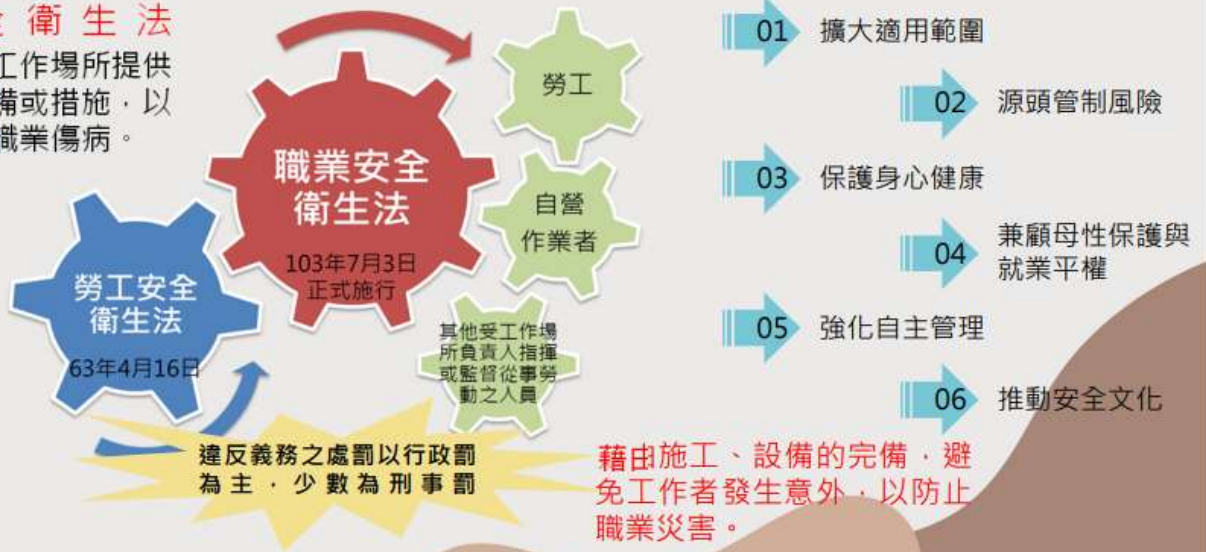 衛生法
工作場所提供
備或措施，以
職業傷病。
勞工安全
衛生法
63年4月16日
職業安全
衛生法
103年7月3日
正式施行
勞工
自營
作業者
其他受工作場
所負責人指揮
或監督從事勞
動之人員
違反義務之處罰以行政罰
為主，少數為刑事罰
01 擴大適用範圍
02 源頭管制風險
03 保護身心健康
04 兼顧母性保護與
就業平權
05 強化自主管理
06 推動安全文化
藉由施工、設備的完備，避
免工作者發生意外，以防止
職業災害。